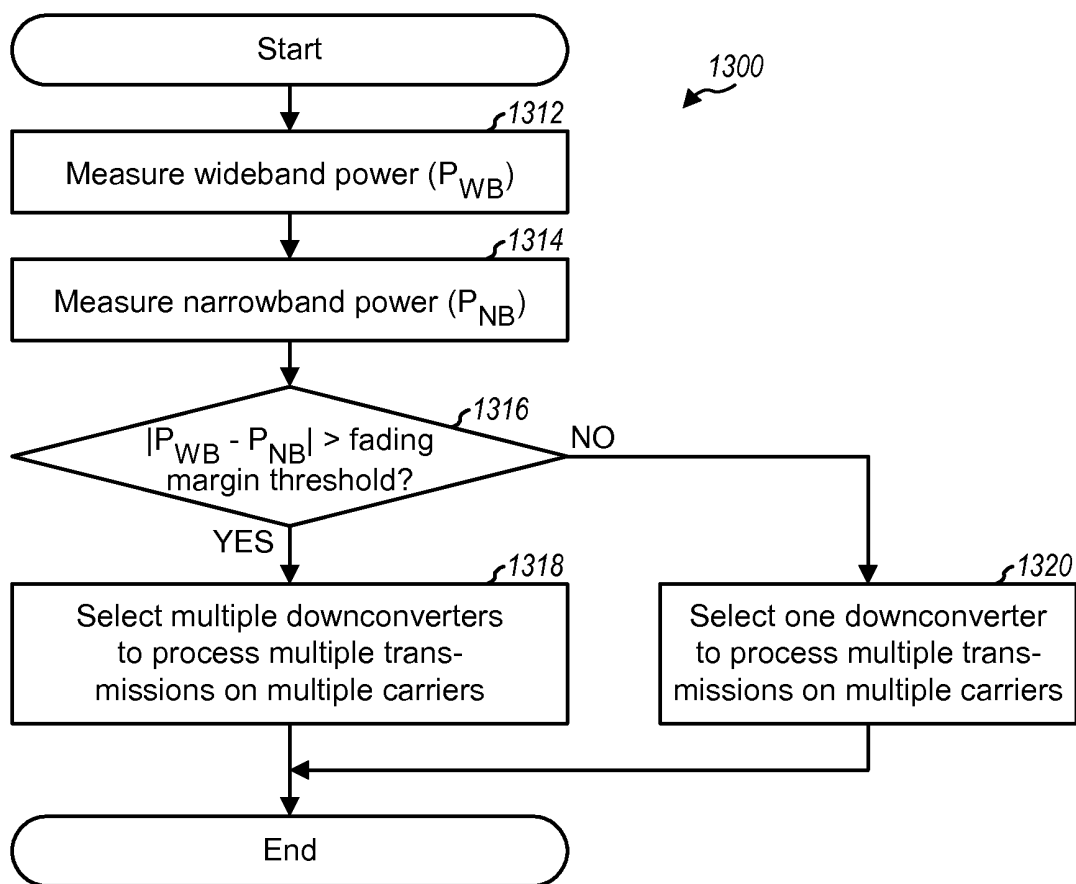 Start
1300
1312
Measure wideband power (P_WB)
1314
Measure narrowband power (P_NB)
1316
|P_WB - P_NB| > fading
margin threshold?
NO
YES
1318
Select multiple downconverters
to process multiple trans-
missions on multiple carriers
1320
Select one downconverter
to process multiple trans-
missions on multiple carriers
End